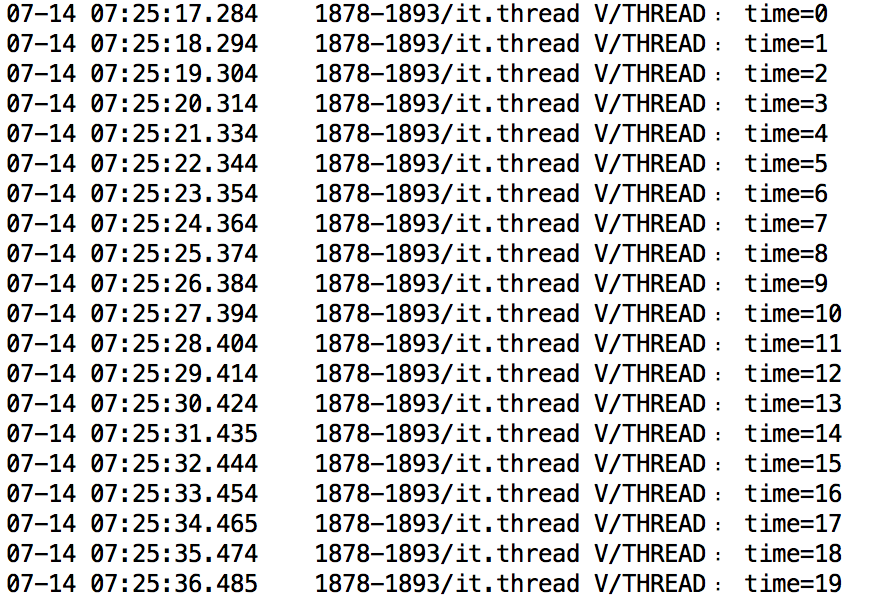 07-14 07:25:17.284    1878-1893/it.thread V/THREAD﹕ time=0
07-14 07:25:18.294    1878-1893/it.thread V/THREAD﹕ time=1
07-14 07:25:19.304    1878-1893/it.thread V/THREAD﹕ time=2
07-14 07:25:20.314    1878-1893/it.thread V/THREAD﹕ time=3
07-14 07:25:21.334    1878-1893/it.thread V/THREAD﹕ time=4
07-14 07:25:22.344    1878-1893/it.thread V/THREAD﹕ time=5
07-14 07:25:23.354    1878-1893/it.thread V/THREAD﹕ time=6
07-14 07:25:24.364    1878-1893/it.thread V/THREAD﹕ time=7
07-14 07:25:25.374    1878-1893/it.thread V/THREAD﹕ time=8
07-14 07:25:26.384    1878-1893/it.thread V/THREAD﹕ time=9
07-14 07:25:27.394    1878-1893/it.thread V/THREAD﹕ time=10
07-14 07:25:28.404    1878-1893/it.thread V/THREAD﹕ time=11
07-14 07:25:29.414    1878-1893/it.thread V/THREAD﹕ time=12
07-14 07:25:30.424    1878-1893/it.thread V/THREAD﹕ time=13
07-14 07:25:31.435    1878-1893/it.thread V/THREAD﹕ time=14
07-14 07:25:32.444    1878-1893/it.thread V/THREAD﹕ time=15
07-14 07:25:33.454    1878-1893/it.thread V/THREAD﹕ time=16
07-14 07:25:34.465    1878-1893/it.thread V/THREAD﹕ time=17
07-14 07:25:35.474    1878-1893/it.thread V/THREAD﹕ time=18
07-14 07:25:36.485    1878-1893/it.thread V/THREAD﹕ time=19